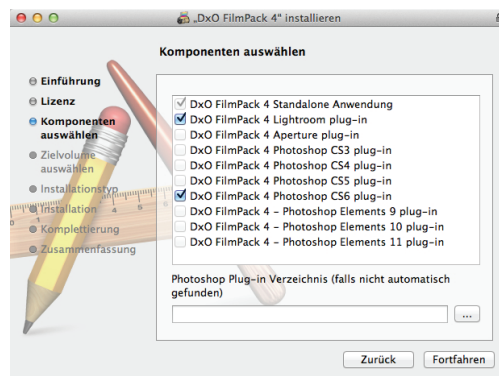 „DxO FilmPack 4“ installieren
Komponenten auswählen
Einführung
Lizenz
Komponenten
auswählen
Zielvolume
auswählen
Installationstyp
Installation
Komplettierung
Zusammenfassung
DxO FilmPack 4 Standalone Anwendung
DxO FilmPack 4 Lightroom plug-in
DxO FilmPack 4 Aperture plug-in
DxO FilmPack 4 Photoshop CS3 plug-in
DxO FilmPack 4 Photoshop CS4 plug-in
DxO FilmPack 4 Photoshop CS5 plug-in
DxO FilmPack 4 Photoshop CS6 plug-in
DxO FilmPack 4 - Photoshop Elements 9 plug-in
DxO FilmPack 4 - Photoshop Elements 10 plug-in
DxO FilmPack 4 - Photoshop Elements 11 plug-in
Photoshop Plug-in Verzeichnis (falls nicht automatisch
gefunden)
...
Zurück
Fortfahren